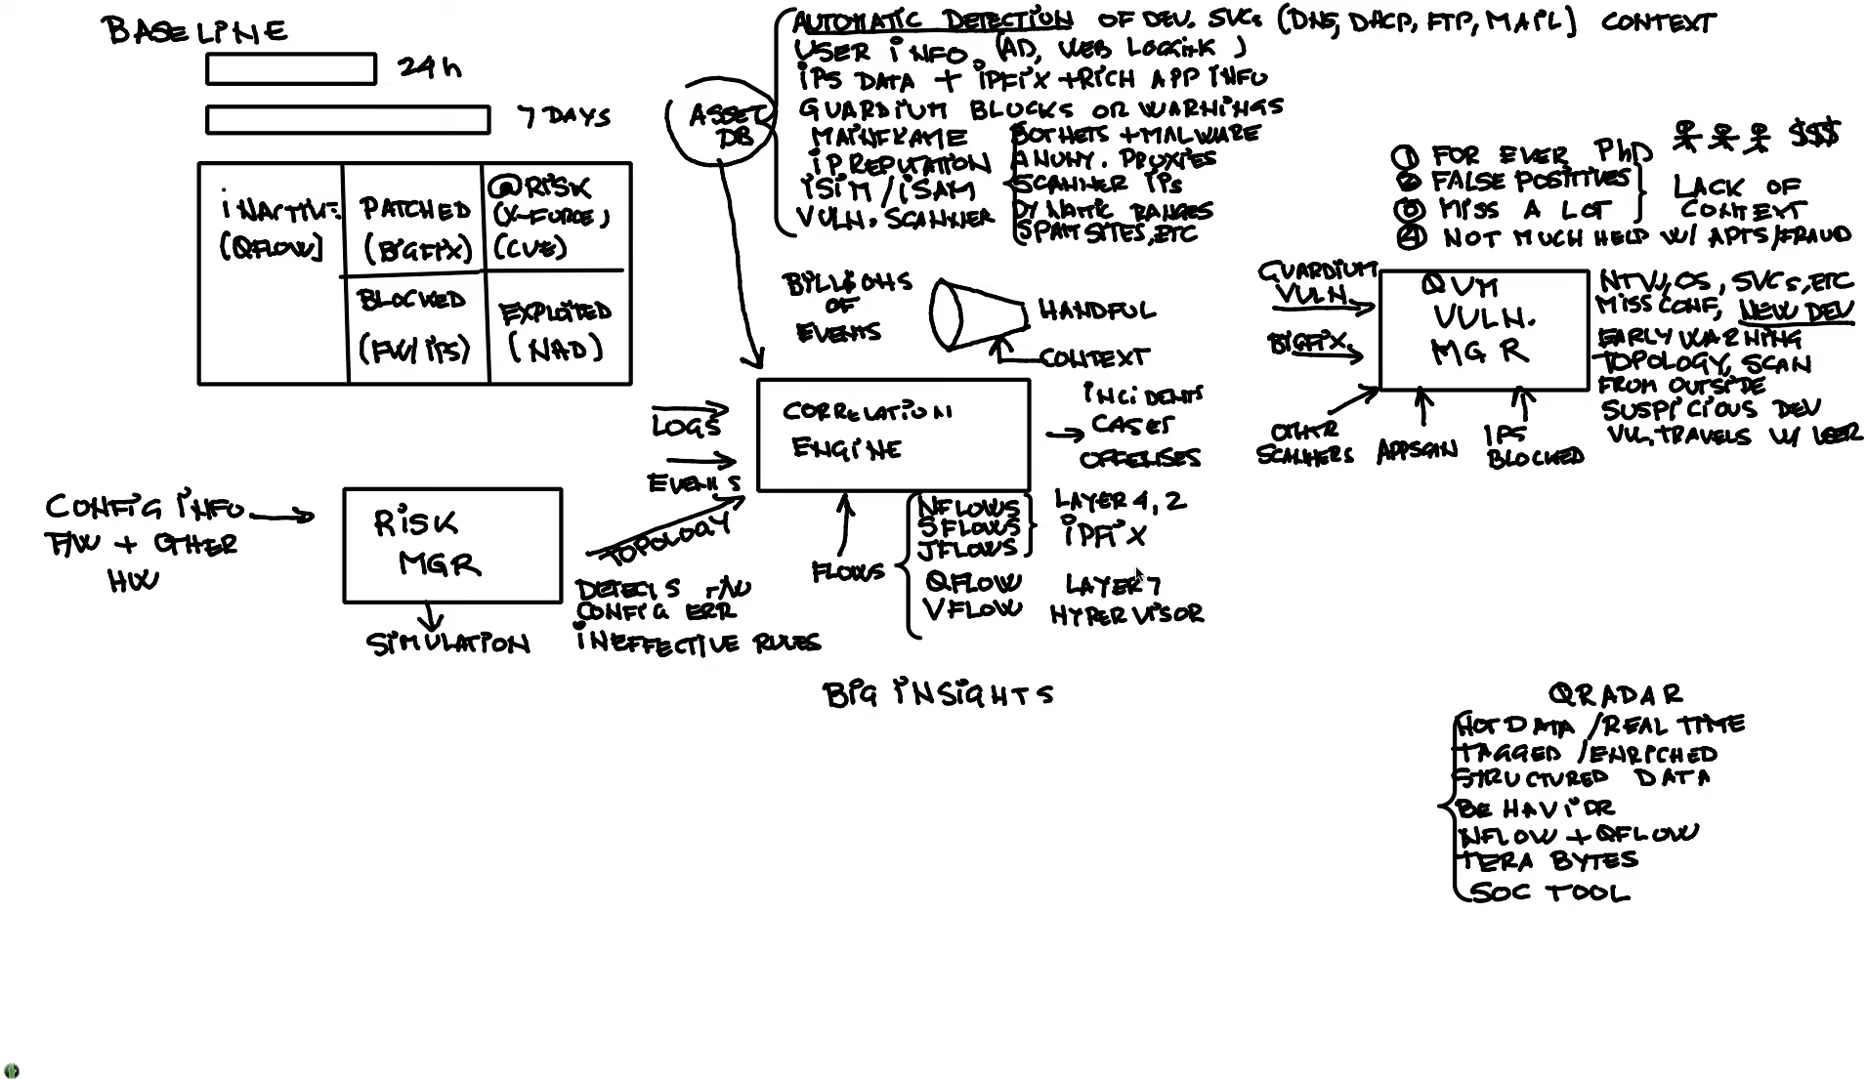 BASELINE
24h
7 DAYS
INACTIVE
(QFLOW)
PATCHED
(BIGFIX)
@RISK
(X-FORCE,
(CVE)
BLOCKED
(FW/IPS)
EXPLOITED
(NAD)
ASSET
DB
AUTOMATIC DETECTION OF DEV. SVCs (DNS, DHCP, FTP, MAIL) CONTEXT
USER INFO. (AD, WEB LOGGINK)
IPS DATA + IPFIX + RICH APP INFO
GUARDIUM BLOCKS OR WARNINGS
MAINFRAME
IP REPUTATION
ISIM/ISAM
VULN. SCANNER
BOTNETS + MALWARE
ANONY. PROXIES
SCANNER IPs
DYNAMIC RANGES
SPAM SITES, ETC
BILLIONS
OF
EVENTS
HANDFUL
CONTEXT
① FOR EVER PhD $$$
② FALSE POSITIVES
③ MISS A LOT
LACK OF
CONTEXT
④ NOT MUCH HELP W/ APTS/FRAUD
GUARDIUM
VULN.
BIGFIX.
QVM
VULN.
MGR
OTHER
SCANNERS
APPSCAN
IPS
BLOCKED
NTW, OS, SVCs, ETC
MISSCONF, NEW DEV
EARLY WARNING
TOPOLOGY, SCAN
FROM OUTSIDE
SUSPICIOUS DEV
VUL, TRAVELS W/ USER
LOGS
EVENTS
CORRELATION
ENGINE
INCIDENTS
CASES
OFFENSES
CONFIG INFO
F/W + OTHER
HW
RISK
MGR
SIMULATION
TOPOLOGY
DETECTS F/W
CONFIG ERR
INEFFECTIVE RULES
FLOWS
NFLOWS
SFLOWS
JFLOWS
LAYER 4, 2
IPFIX
QFLOW LAYER 7
VFLOW HYPERVISOR
BIG INSIGHTS
QRADAR
HOT DATA / REAL TIME
TAGGED / ENRICHED
STRUCTURED DATA
BEHAVIOR
NFLOW + QFLOW
TERA BYTES
SOC TOOL